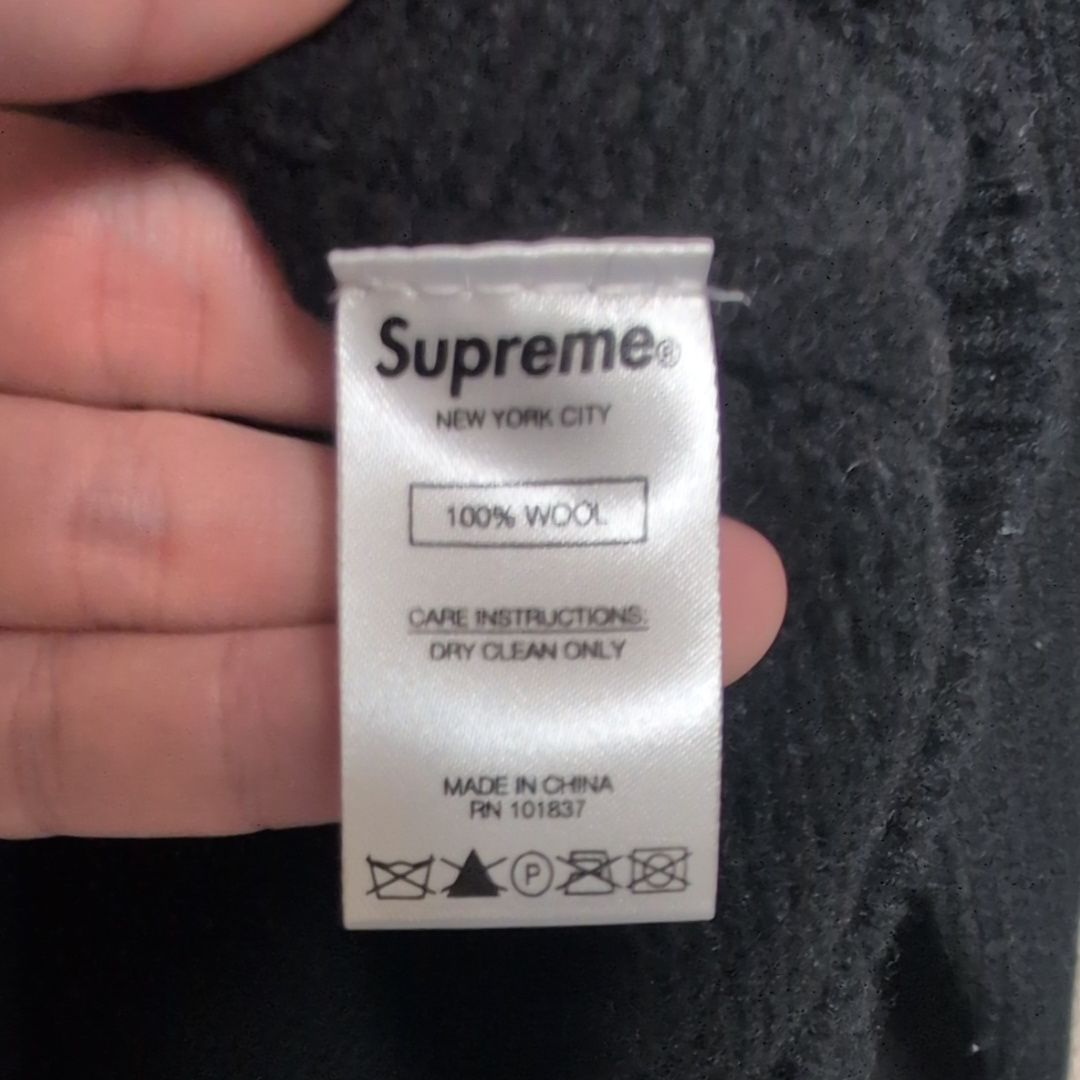 Supreme®
NEW YORK CITY
100% WOOL
CARE INSTRUCTIONS:
DRY CLEAN ONLY
MADE IN CHINA
RN 101837
P